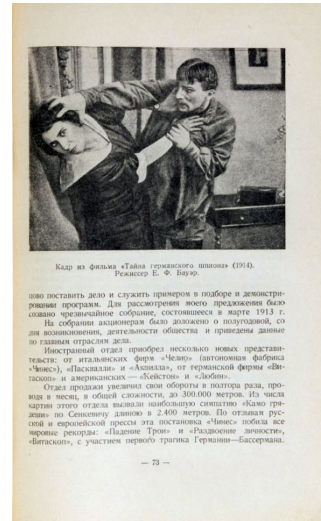 Кадр из фильма «Тайна германского шпиона» (1914).
Режиссер Е. Ф. Бауэр.
цово поставить дело и служить примером в подборе и демонстри-
ровании программ. Для рассмотрения моего предложения было
созвано чрезвычайное собрание, состоявшееся в марте 1913 г.
На собрании акционерам было доложено о полугодовой, со
дня возникновения, деятельности общества и приведены данные
по главным отраслям дела.
Иностранный отдел приобрел несколько новых представи-
тельств: от итальянских фирм «Челио» (автономная фабрика
«Чинес»), «Пасквалли» и «Аквилла», от германской фирмы «Ви-
таскоп» и американских — «Кейстон» и «Любин».
Отдел продажи увеличил свои обороты в полтора раза, про-
водя в месяц, в общей сложности, до 300.000 метров. Из числа
картин этого отдела вызвали наибольшую симпатию «Камо гря-
деши» по Сенкевичу длиною в 2.400 метров. По отзывам рус-
ской и европейской прессы эта постановка «Чинес» побила все
мировые рекорды: «Падение Трои» и «Раздвоение личности»,
«Витаскоп», с участием первого трагика Германии—Бассермана.
— 73 —